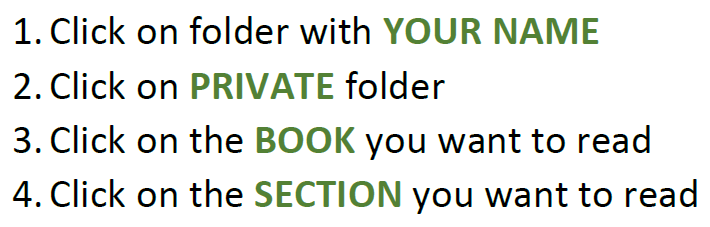 1. Click on folder with YOUR NAME
2. Click on PRIVATE folder
3. Click on the BOOK you want to read
4. Click on the SECTION you want to read